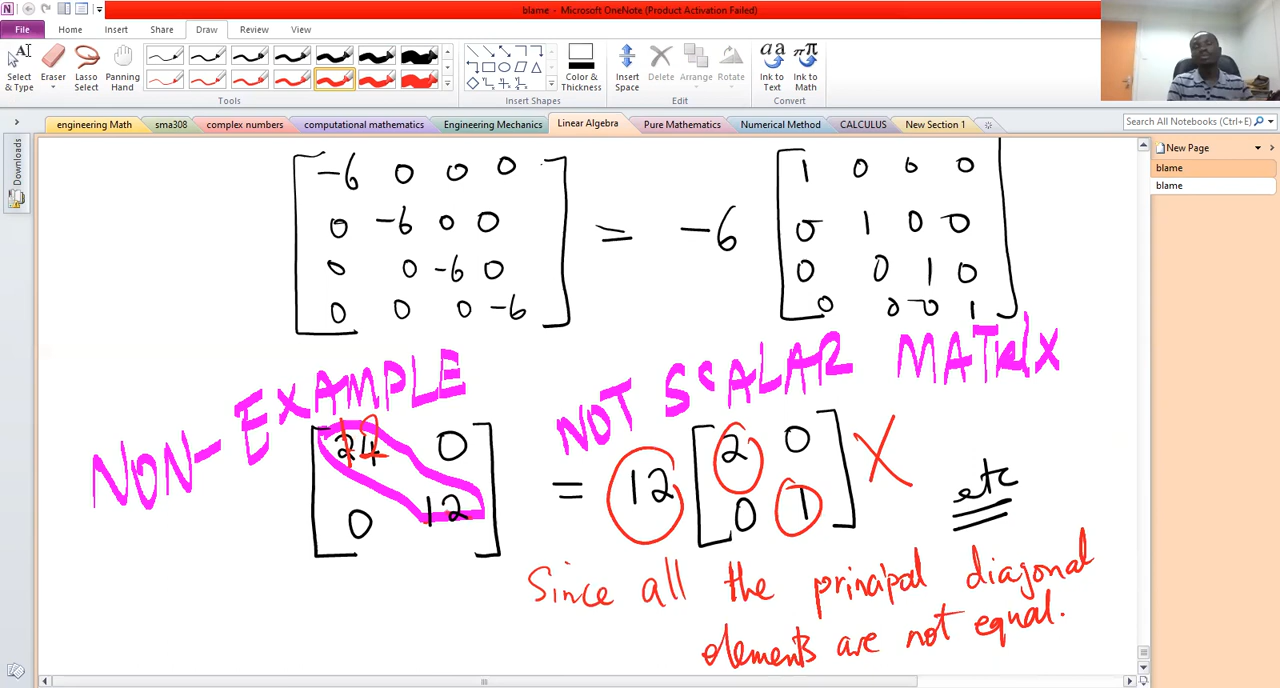 blame - Microsoft OneNote (Product Activation Failed)
File Home Insert Share Draw Review View
Select & Type Eraser Lasso Select Panning Hand Color & Thickness Insert Space Delete Arrange Rotate Ink to Text Ink to Math
Tools Insert Shapes Edit Convert
engineering Math sma308 complex numbers computational mathematics Engineering Mechanics Linear Algebra Pure Mathematics Numerical Method CALCULUS New Section 1 Search All Notebooks (Ctrl+E)
Downloads
New Page
blame
blame
-6 0 0 0 1 0 0 0
0 -6 0 0 = -6 0 1 0 0
0 0 -6 0 0 0 1 0
0 0 0 -6 0 0 0 1
NON-EXAMPLE NOT SCALAR MATRIX
24 0 = 12 2 0 X
0 12 0 1 etc
Since all the principal diagonal
elements are not equal.